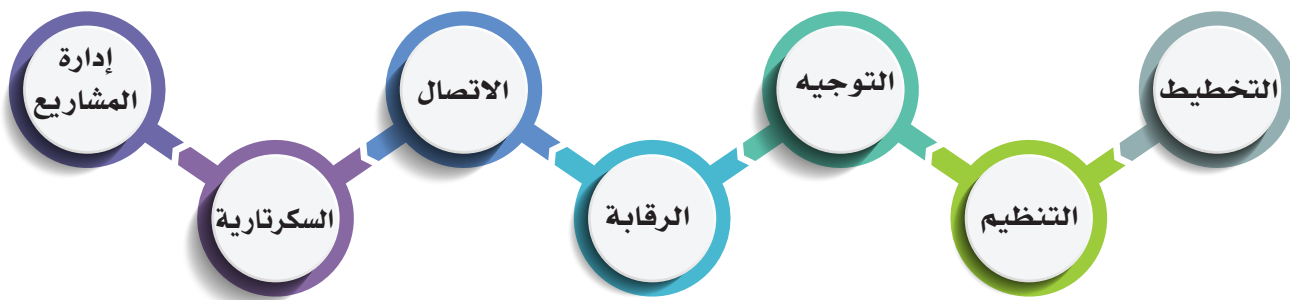 التخطيط
التنظيم
التوجيه
الرقابة
الاتصال
السكرتارية
إدارة
المشاريع